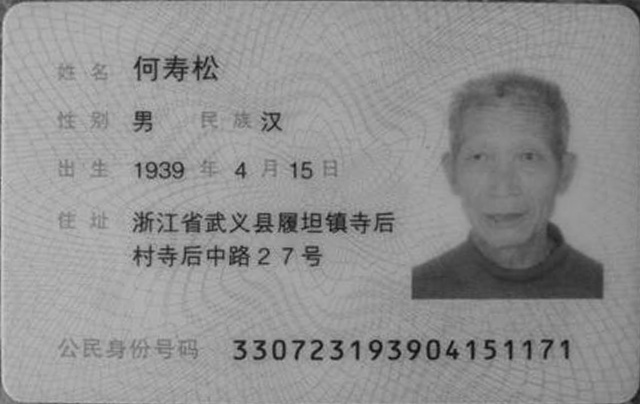 姓名 何寿松
性别 男 民族 汉
出生 1939 年 4 月 15 日
住址 浙江省武义县履坦镇寺后
村寺后中路27号
公民身份号码 330723193904151171